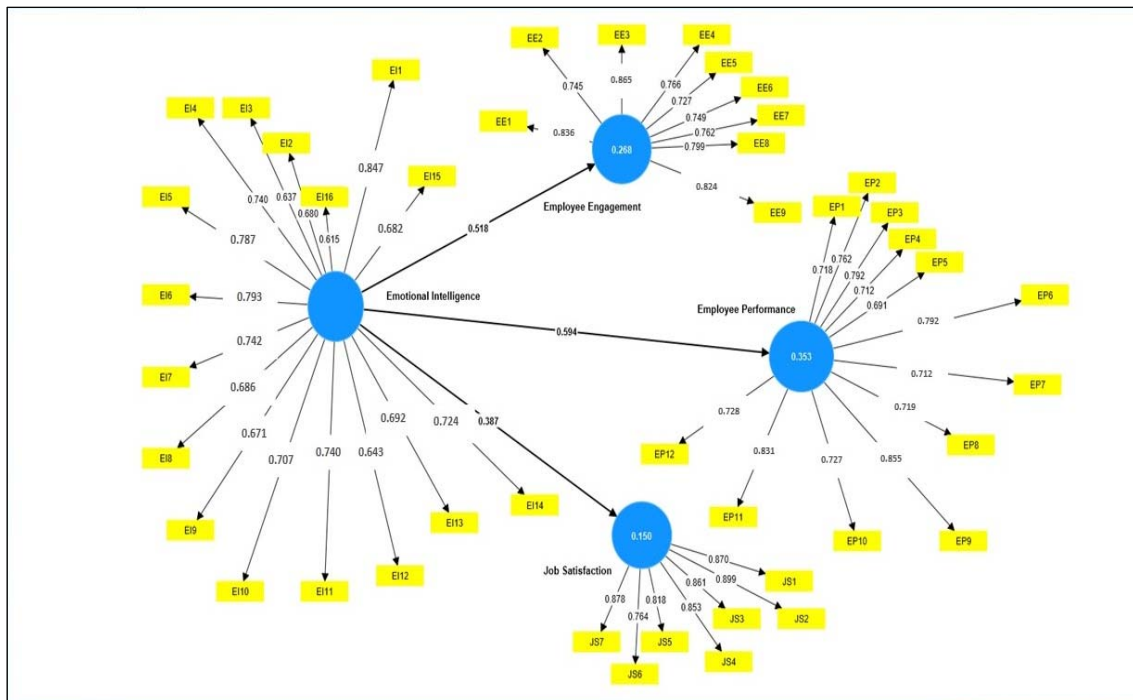 EE3
EE2
EE4
EI1
EE5
0.865
0.766
0.745
0.727
EE6
EI4
EI3
0.749
EE7
EE1
0.836
0.762
EI2
0.799
EE8
0.268
0.847
EI15
EP2
0.824
EI5
0.740
0.637
EI16
0.680
EP1
EE9
EP3
Employee Engagement
0.682
0.615
0.518
EP4
0.787
0.762
0.718
0.792
EP5
0.712
EI6
0.793
Emotional Intelligence
0.691
EP6
Employee Performance
0.792
0.594
0.742
0.353
EI7
0.712
EP7
0.686
0.692
0.724
0.387
0.728
0.719
0.671
EP8
EI8
0.740
0.643
EP12
0.831
0.855
0.707
0.727
EI14
EI13
EP11
EI9
0.150
EP10
EP9
Job Satisfaction
0.870
EI12
JS1
0.861
0.899
EI10
EI11
0.878
0.818
0.853
0.764
JS3
JS2
JS7
JS5
JS4
JS6